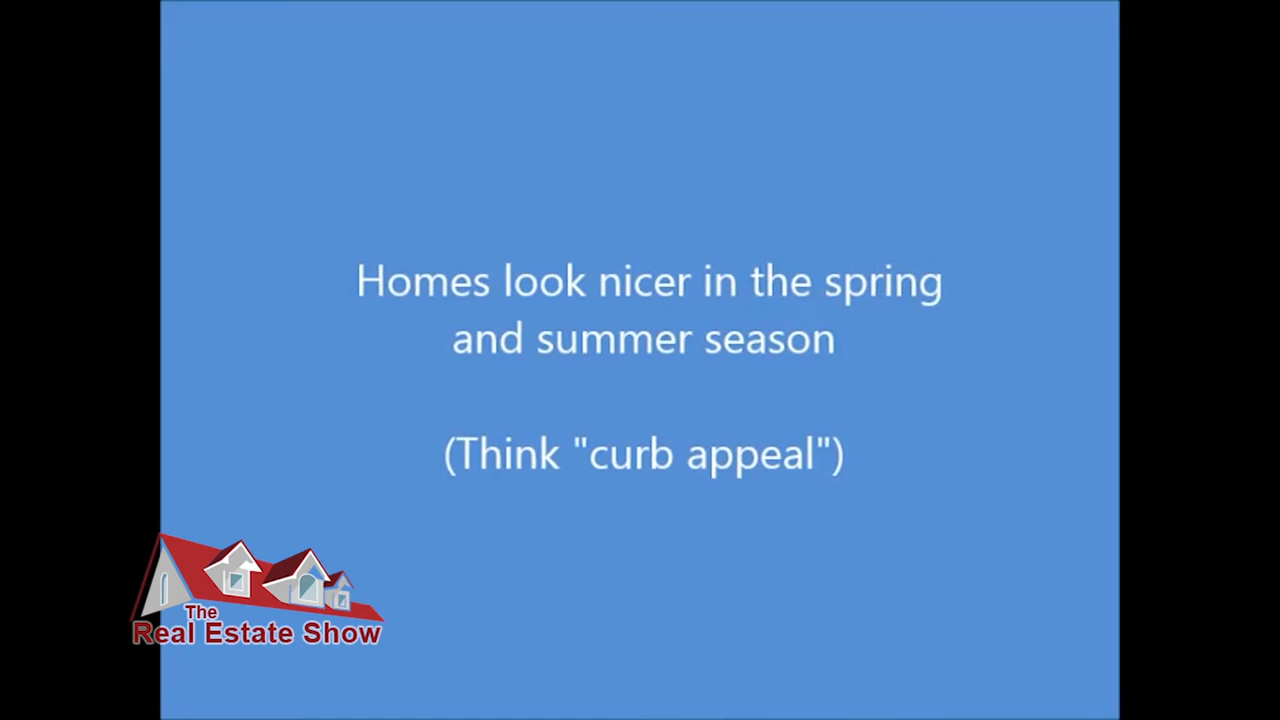 Homes look nicer in the spring
and summer season
(Think "curb appeal")
The
Real Estate Show